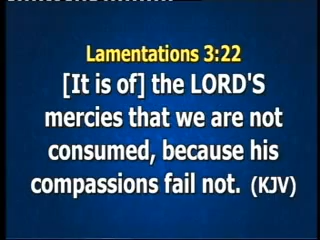 Lamentations 3:22
[It is of] the LORD'S
mercies that we are not
consumed, because his
compassions fail not. (KJV)